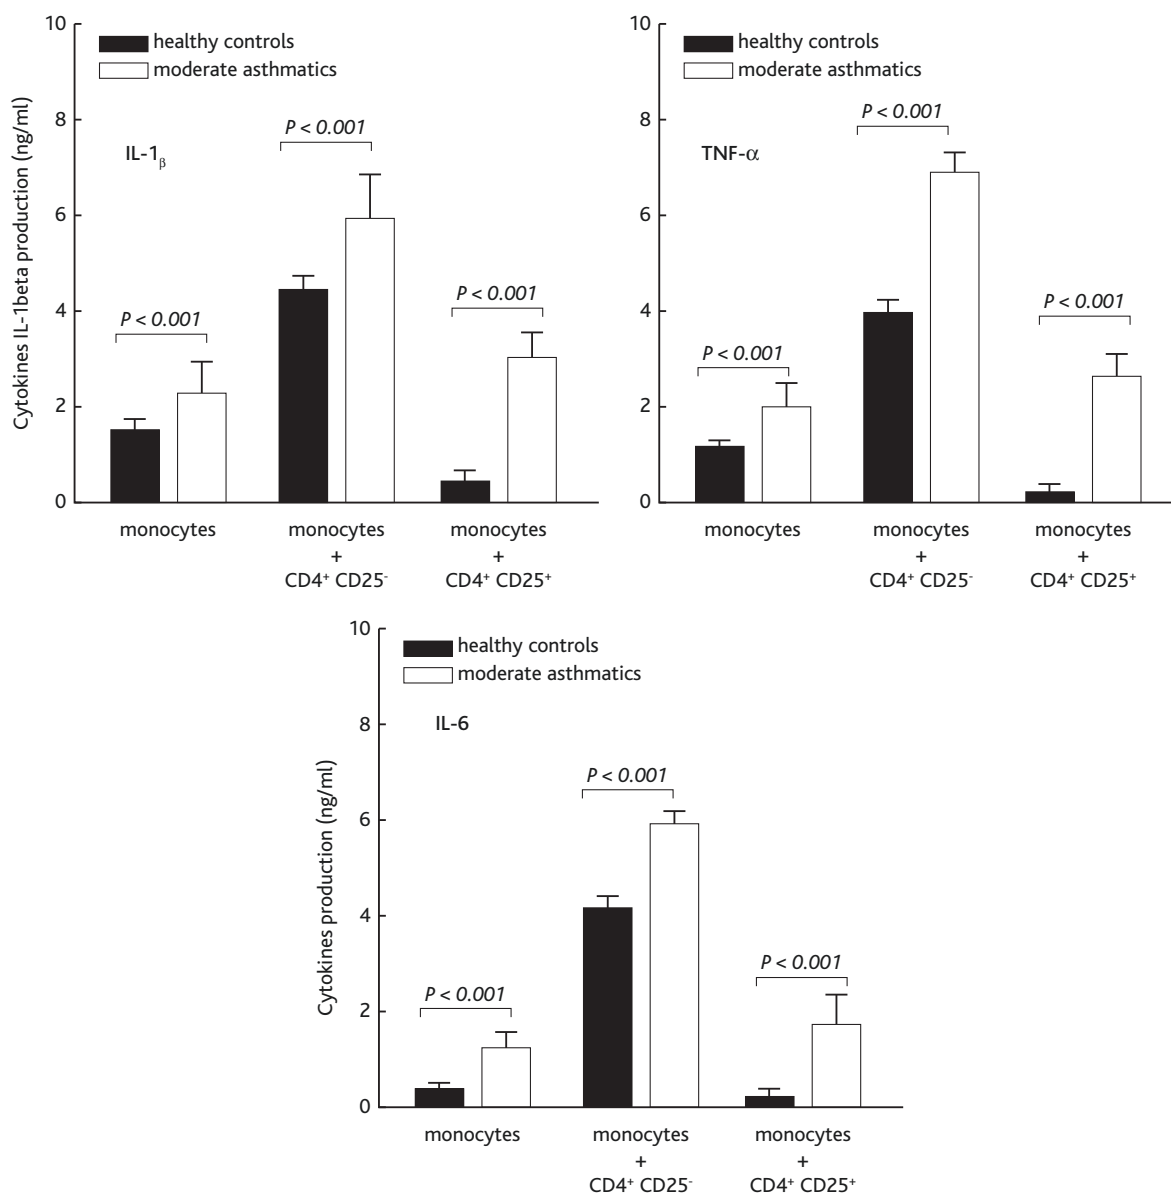 Cytokines IL-1beta production (ng/ml)
10
8
6
4
2
0
healthy controls
moderate asthmatics
IL-1β
P < 0.001
P < 0.001
P < 0.001
monocytes
monocytes
+
CD4⁺ CD25⁻
monocytes
+
CD4⁺ CD25⁺
10
8
6
4
2
0
healthy controls
moderate asthmatics
TNF-α
P < 0.001
P < 0.001
P < 0.001
monocytes
monocytes
+
CD4⁺ CD25⁻
monocytes
+
CD4⁺ CD25⁺
Cytokines production (ng/ml)
10
8
6
4
2
0
healthy controls
moderate asthmatics
IL-6
P < 0.001
P < 0.001
P < 0.001
monocytes
monocytes
+
CD4⁺ CD25⁻
monocytes
+
CD4⁺ CD25⁺